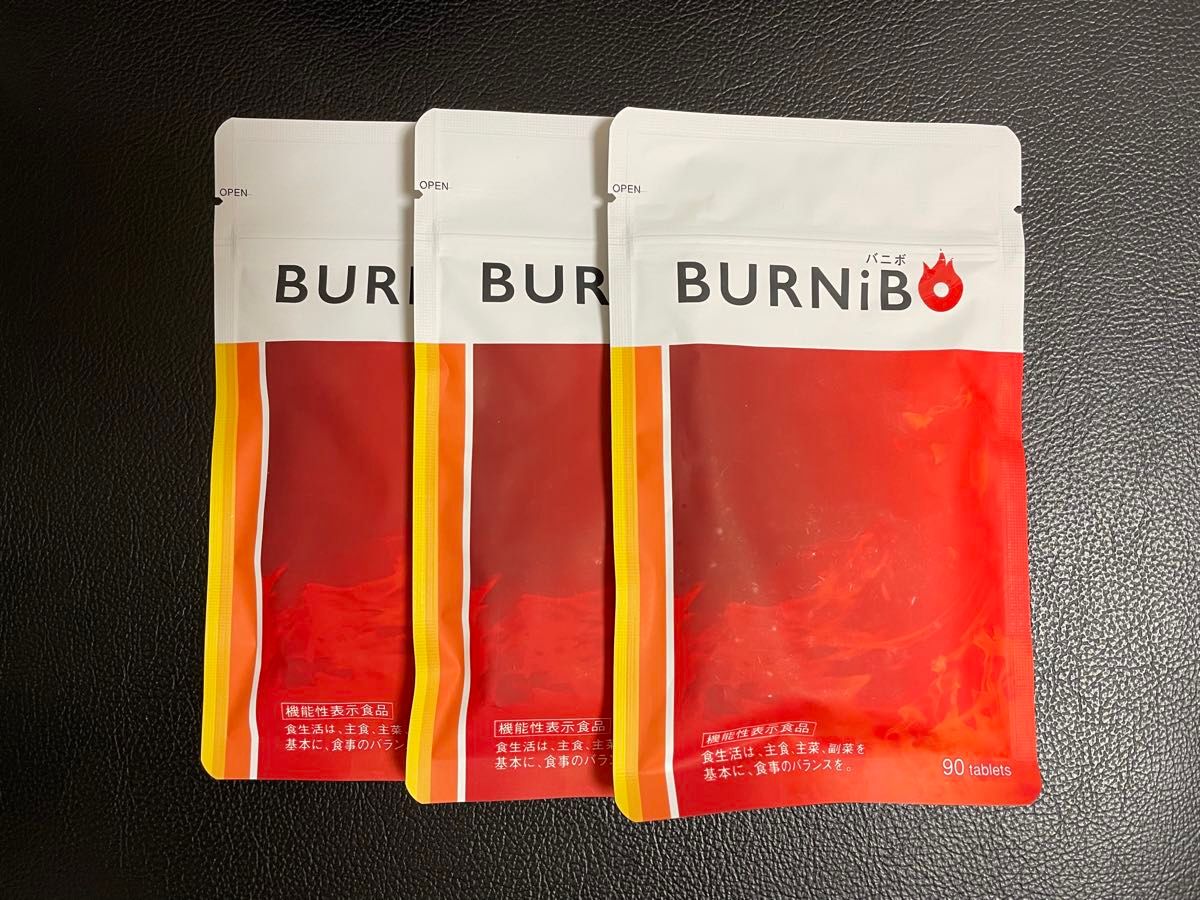 OPEN
BUR
機能性表示食品
食生活は、主食、主菜、
基本に、食事のバラン
OPEN
BUR
機能性表示食品
食生活は、主食、主菜
基本に、食事のバラン
OPEN
バニボ
BURNiBO
機能性表示食品
食生活は、主食、主菜、副菜を
基本に、食事のバランスを。
90 tablets